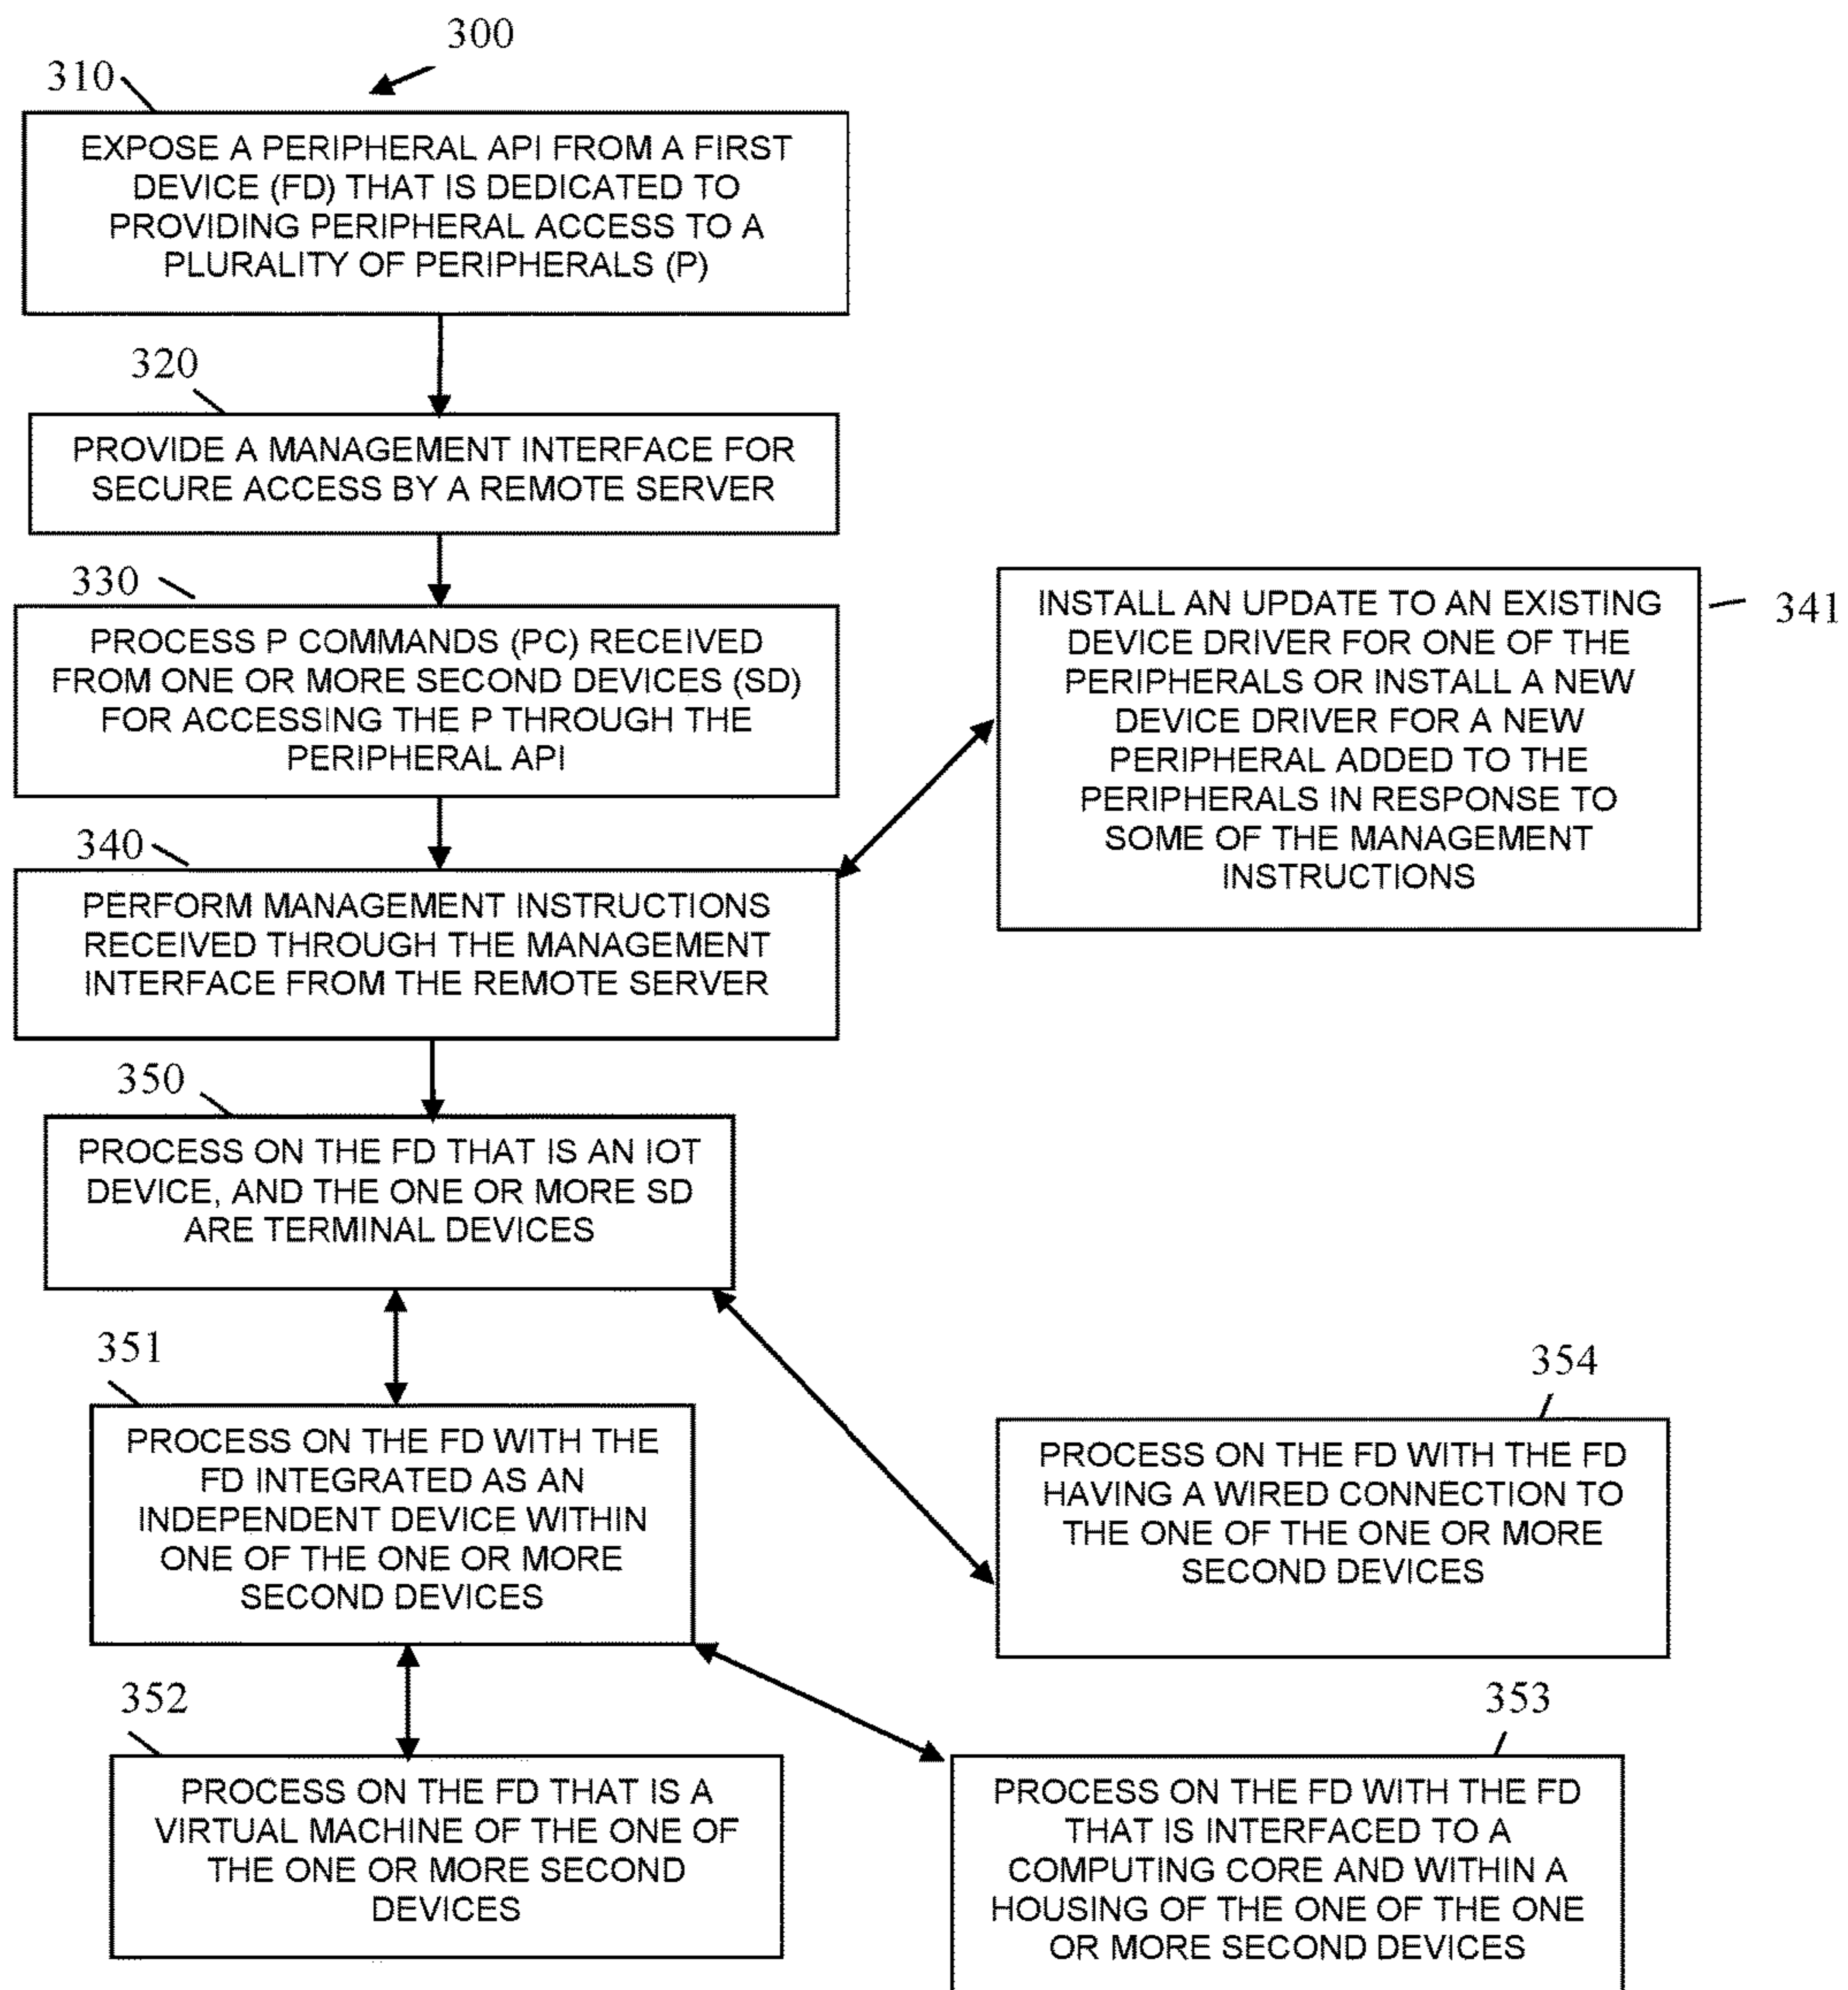 300
310
EXPOSE A PERIPHERAL API FROM A FIRST
DEVICE (FD) THAT IS DEDICATED TO
PROVIDING PERIPHERAL ACCESS TO A
PLURALITY OF PERIPHERALS (P)
320
PROVIDE A MANAGEMENT INTERFACE FOR
SECURE ACCESS BY A REMOTE SERVER
330
PROCESS P COMMANDS (PC) RECEIVED
FROM ONE OR MORE SECOND DEVICES (SD)
FOR ACCESSING THE P THROUGH THE
PERIPHERAL API
341
INSTALL AN UPDATE TO AN EXISTING
DEVICE DRIVER FOR ONE OF THE
PERIPHERALS OR INSTALL A NEW
DEVICE DRIVER FOR A NEW
PERIPHERAL ADDED TO THE
PERIPHERALS IN RESPONSE TO
SOME OF THE MANAGEMENT
INSTRUCTIONS
340
PERFORM MANAGEMENT INSTRUCTIONS
RECEIVED THROUGH THE MANAGEMENT
INTERFACE FROM THE REMOTE SERVER
350
PROCESS ON THE FD THAT IS AN IOT
DEVICE, AND THE ONE OR MORE SD
ARE TERMINAL DEVICES
351
PROCESS ON THE FD WITH THE
FD INTEGRATED AS AN
INDEPENDENT DEVICE WITHIN
ONE OF THE ONE OR MORE
SECOND DEVICES
354
PROCESS ON THE FD WITH THE FD
HAVING A WIRED CONNECTION TO
THE ONE OF THE ONE OR MORE
SECOND DEVICES
352
PROCESS ON THE FD THAT IS A
VIRTUAL MACHINE OF THE ONE OF
THE ONE OR MORE SECOND
DEVICES
353
PROCESS ON THE FD WITH THE FD
THAT IS INTERFACED TO A
COMPUTING CORE AND WITHIN A
HOUSING OF THE ONE OF THE ONE
OR MORE SECOND DEVICES